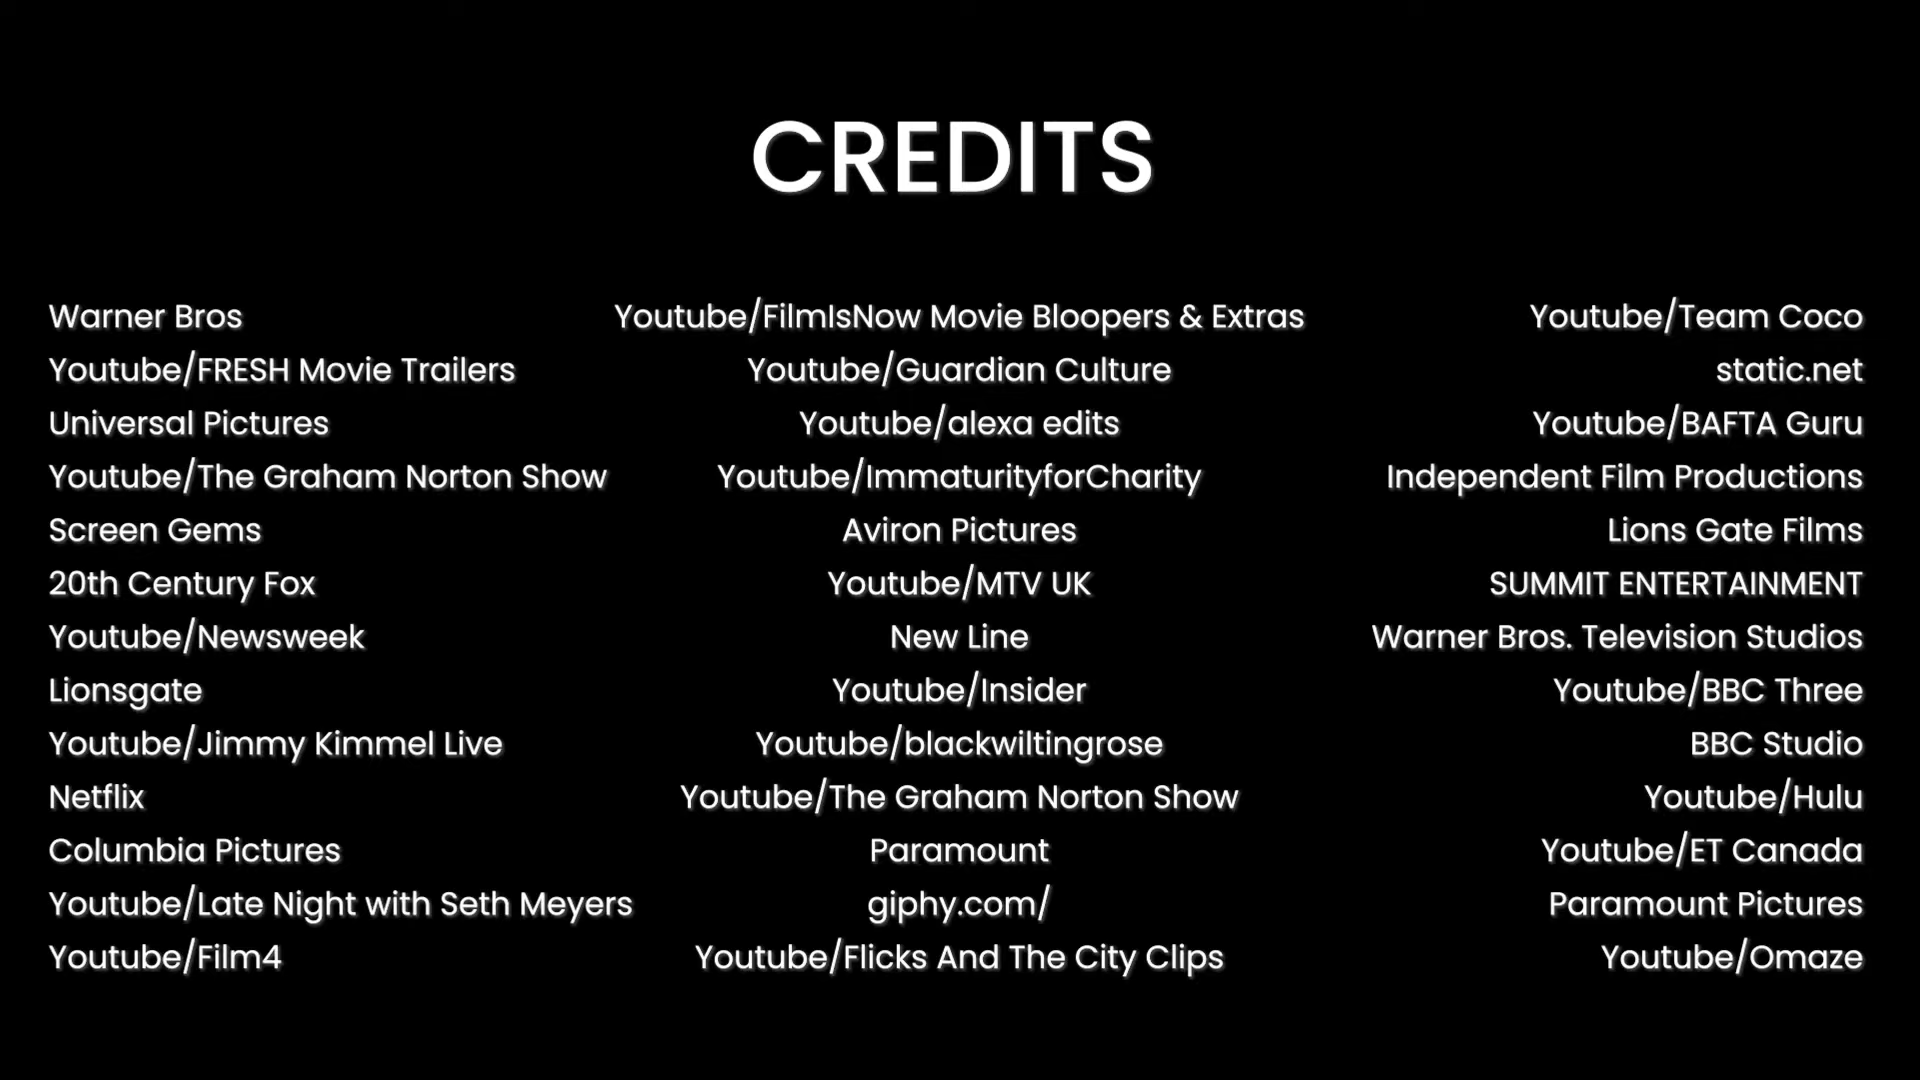 CREDITS
Warner Bros
Youtube/FRESH Movie Trailers
Universal Pictures
Youtube/The Graham Norton Show
Screen Gems
20th Century Fox
Youtube/Newsweek
Lionsgate
Youtube/Jimmy Kimmel Live
Netflix
Columbia Pictures
Youtube/Late Night with Seth Meyers
Youtube/Film4
Youtube/FilmIsNow Movie Bloopers & Extras
Youtube/Guardian Culture
Youtube/alexa edits
Youtube/ImmaturityforCharity
Aviron Pictures
Youtube/MTV UK
New Line
Youtube/Insider
Youtube/blackwiltingrose
Youtube/The Graham Norton Show
Paramount
giphy.com/
Youtube/Flicks And The City Clips
Youtube/Team Coco
static.net
Youtube/BAFTA Guru
Independent Film Productions
Lions Gate Films
SUMMIT ENTERTAINMENT
Warner Bros. Television Studios
Youtube/BBC Three
BBC Studio
Youtube/Hulu
Youtube/ET Canada
Paramount Pictures
Youtube/Omaze